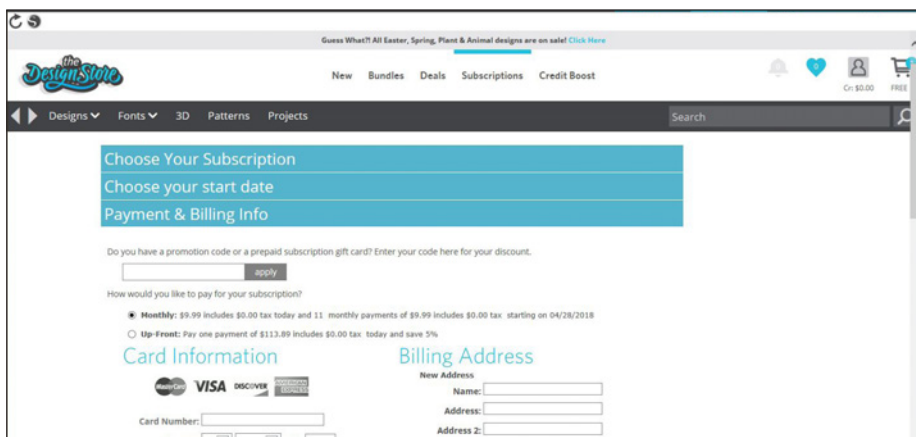 Guess What?! All Easter, Spring, Plant & Animal designs are on sale! Click Here
the
Design Store
New Bundles Deals Subscriptions Credit Boost
0
Cr: $0.00 FREE
Designs Fonts 3D Patterns Projects Search
Choose Your Subscription
Choose your start date
Payment & Billing Info
Do you have a promotion code or a prepaid subscription gift card? Enter your code here for your discount.
apply
How would you like to pay for your subscription?
Monthly: $9.99 includes $0.00 tax today and 11 monthly payments of $9.99 includes $0.00 tax starting on 04/28/2018
Up-Front: Pay one payment of $113.89 includes $0.00 tax today and save 5%
Card Information Billing Address
New Address
MasterCard VISA DISCOVER AMERICAN EXPRESS
Name:
Address:
Card Number:
Address 2: